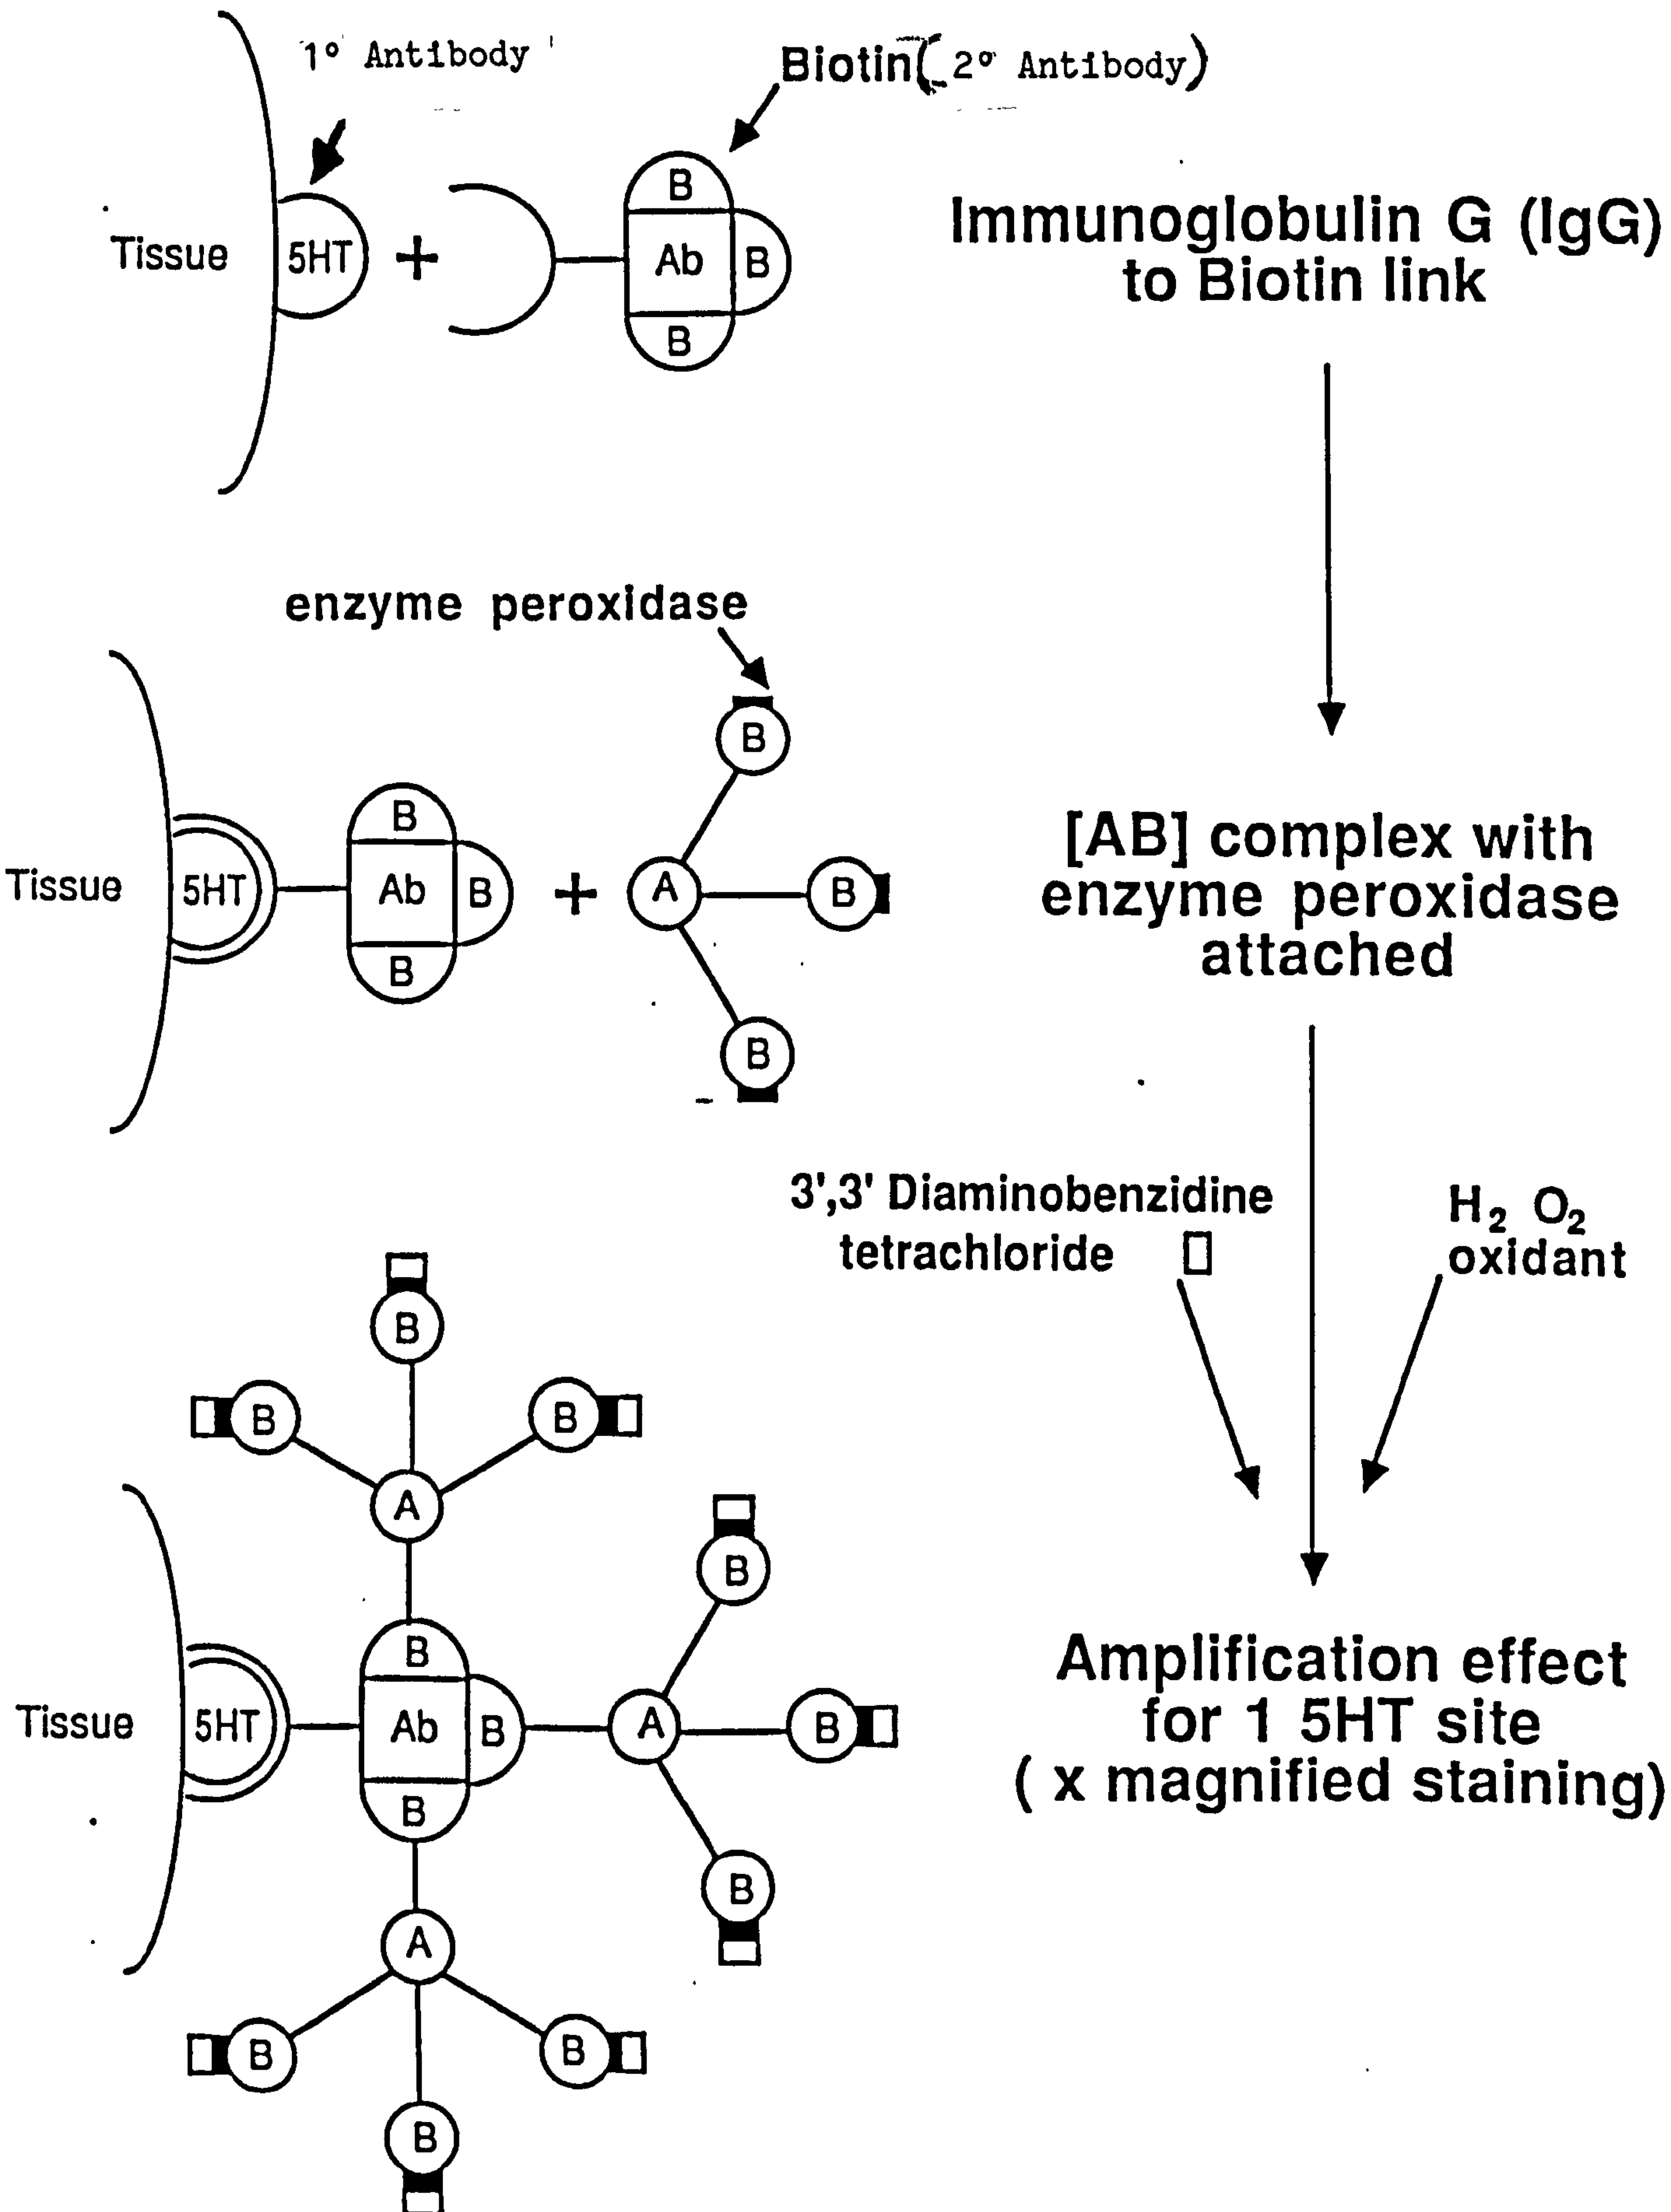 1° Antibody
Biotin (2° Antibody)
B
Tissue 5HT + Ab B
B
Immunoglobulin G (IgG)
to Biotin link
enzyme peroxidase
B
B
Tissue 5HT Ab B + A B
B
B
[AB] complex with
enzyme peroxidase
attached
3',3' Diaminobenzidine
tetrachloride
H₂ O₂
oxidant
B
B B
A
B
B
Tissue 5HT Ab B A B
B
B
A
B B
B
Amplification effect
for 1 5HT site
( x magnified staining)